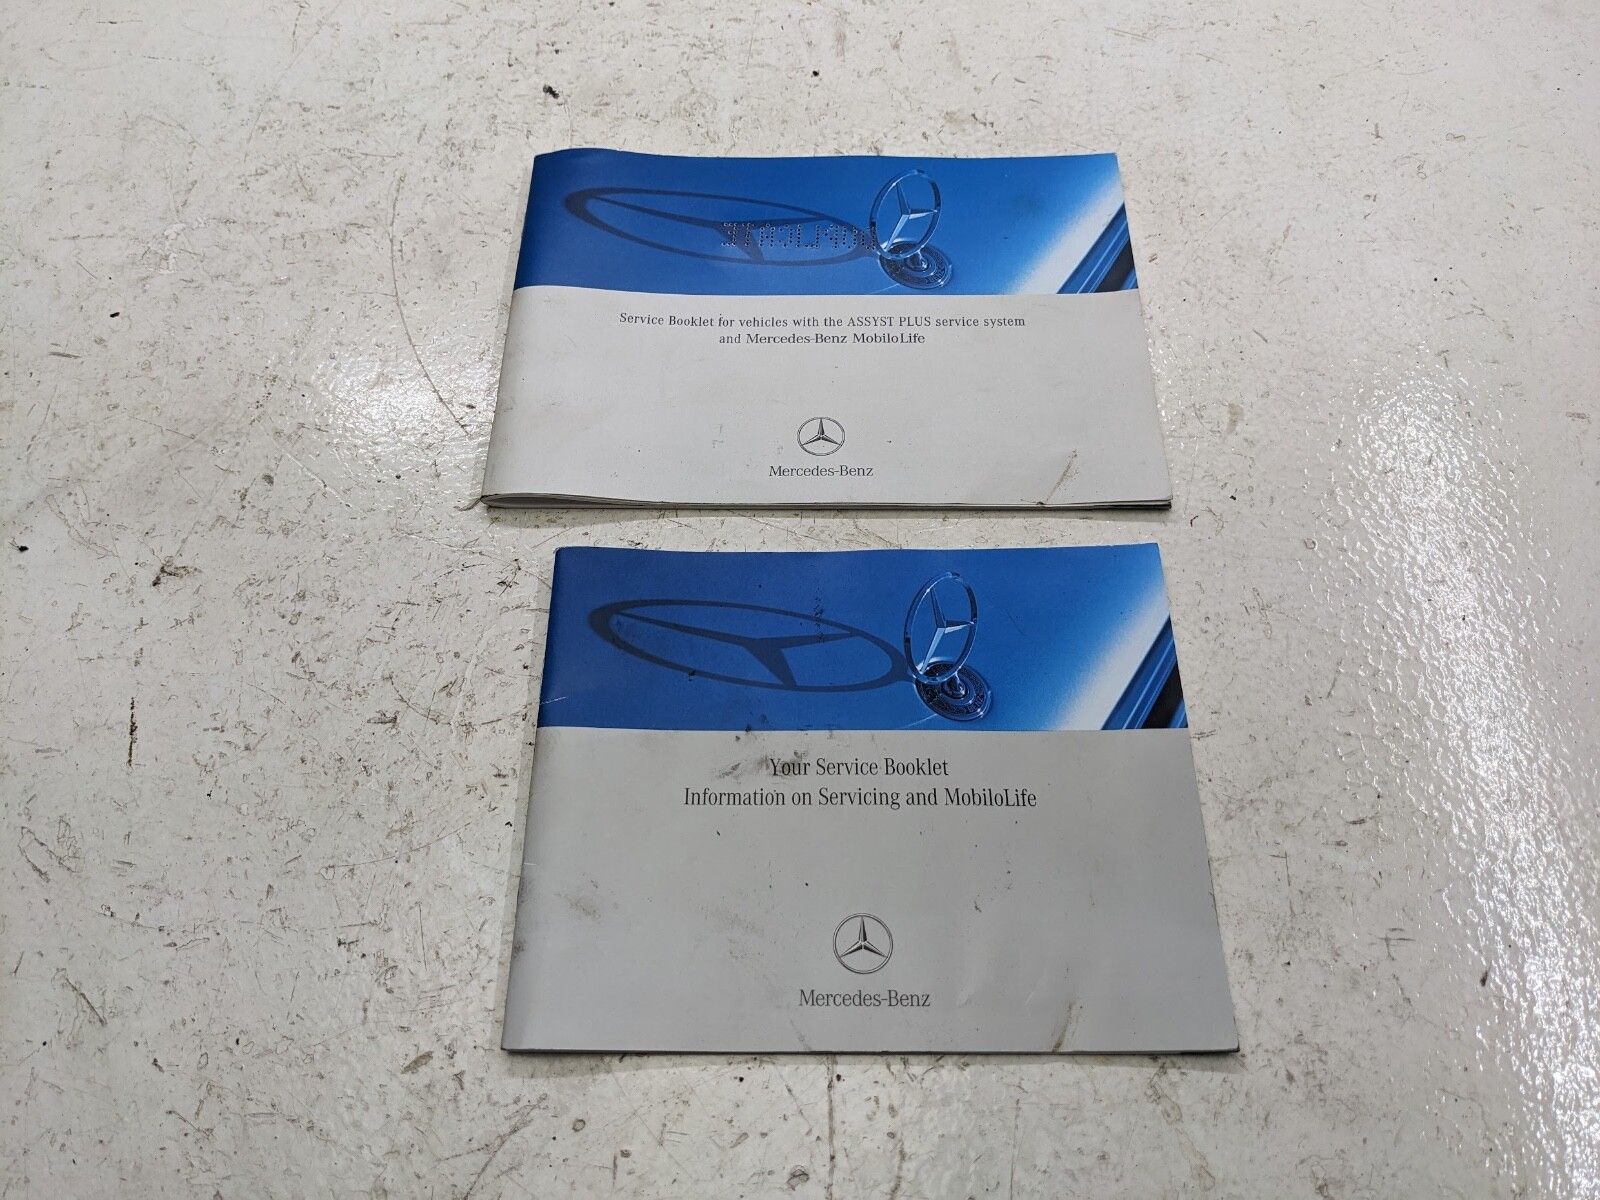 DUPLICATE
Service Booklet for vehicles with the ASSYST PLUS service system
and Mercedes-Benz MobiloLife
Mercedes-Benz
Your Service Booklet
Information on Servicing and MobiloLife
Mercedes-Benz